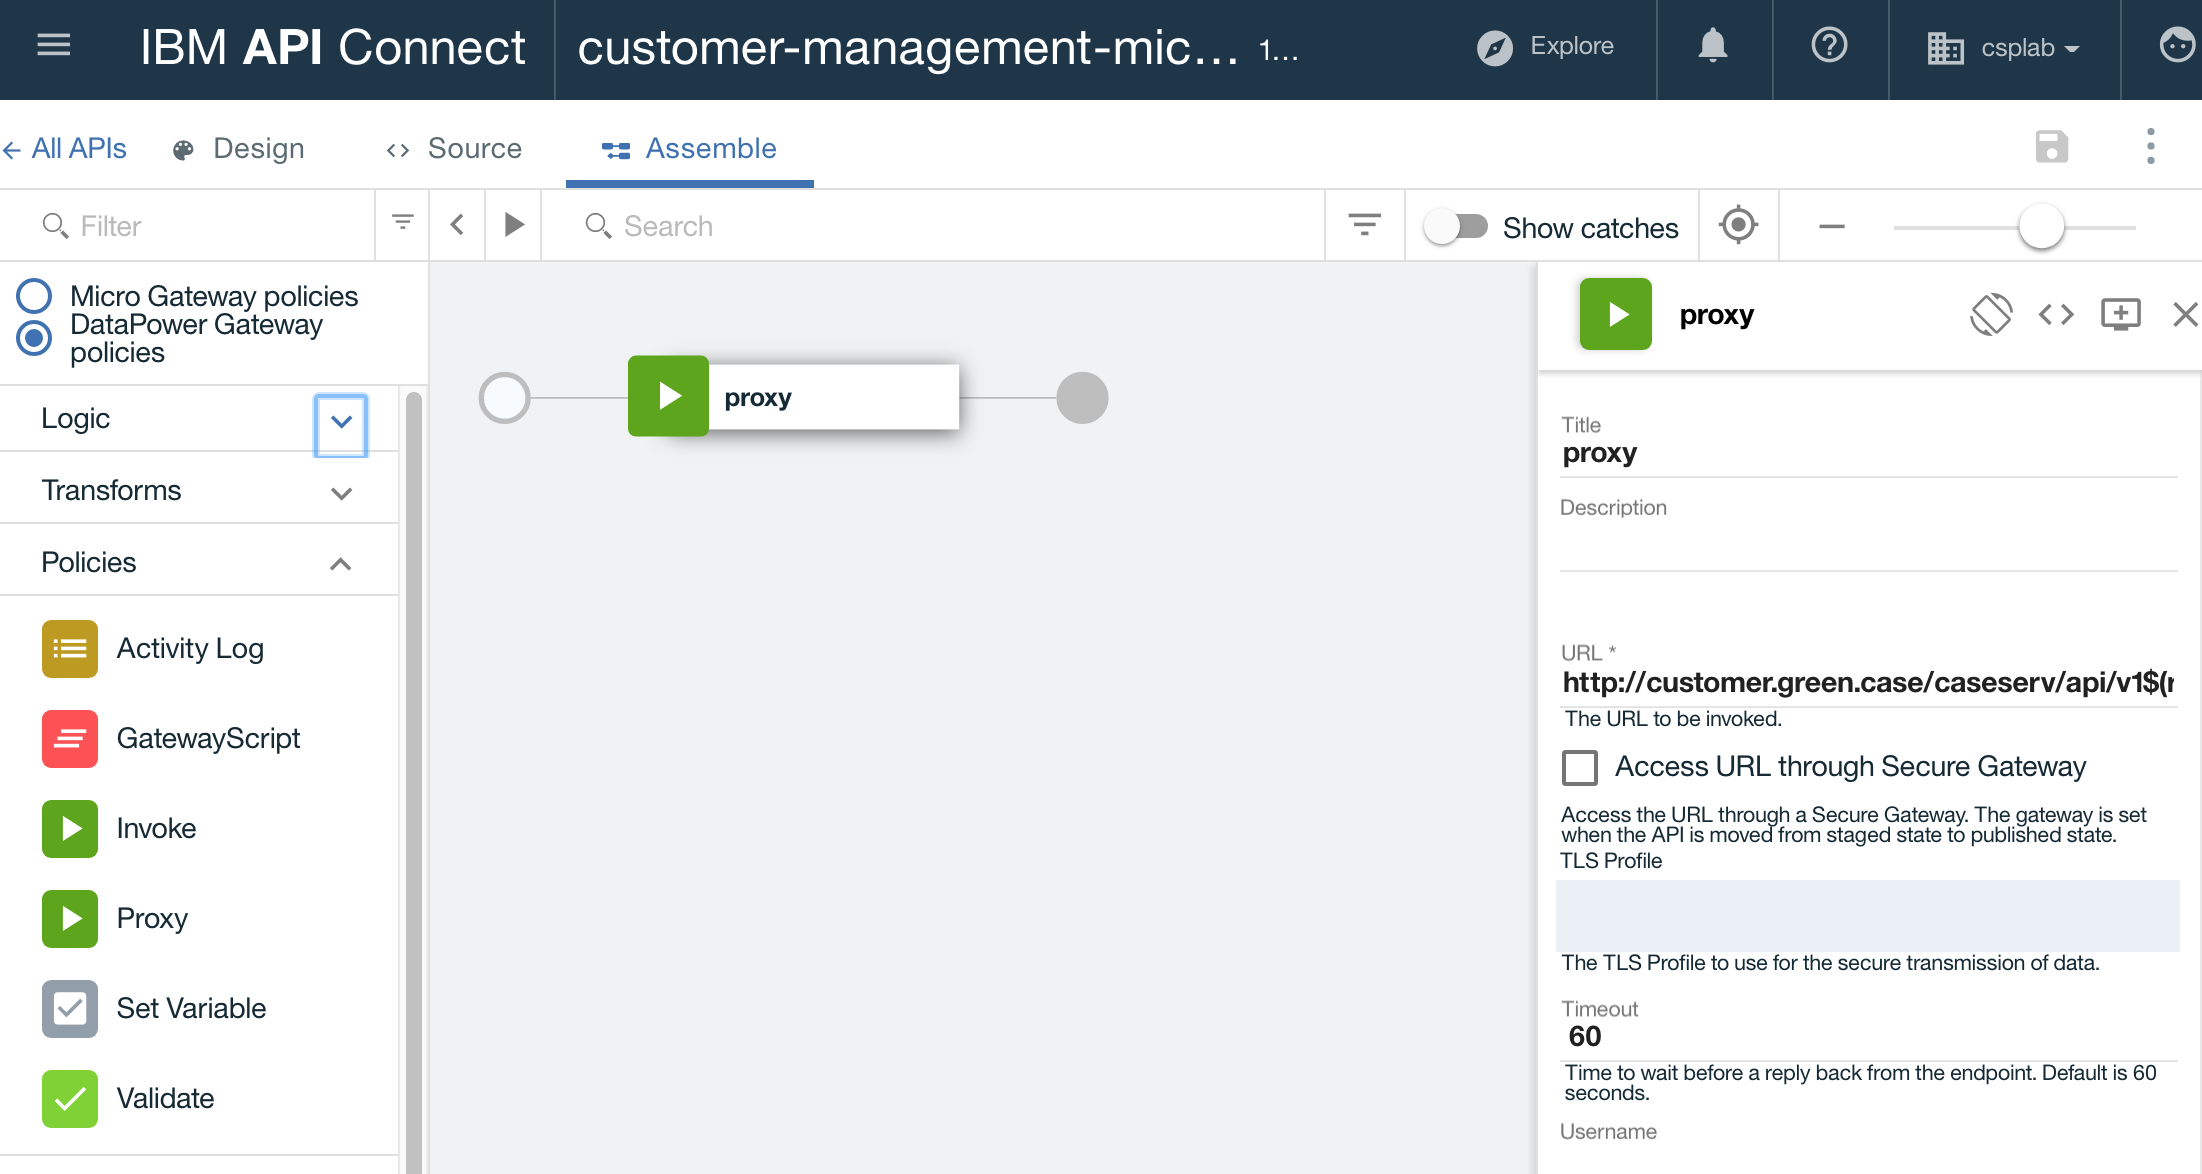 IBM API Connect
customer-management-mic... 1...
Explore
csplab
All APIs
Design
Source
Assemble
Filter
Search
Show catches
Micro Gateway policies
DataPower Gateway
policies
Logic
Transforms
Policies
Activity Log
GatewayScript
Invoke
Proxy
Set Variable
Validate
proxy
proxy
Title
proxy
Description
URL *
http://customer.green.case/caseserv/api/v1$(r
The URL to be invoked.
Access URL through Secure Gateway
Access the URL through a Secure Gateway. The gateway is set
when the API is moved from staged state to published state.
TLS Profile
The TLS Profile to use for the secure transmission of data.
Timeout
60
Time to wait before a reply back from the endpoint. Default is 60
seconds.
Username